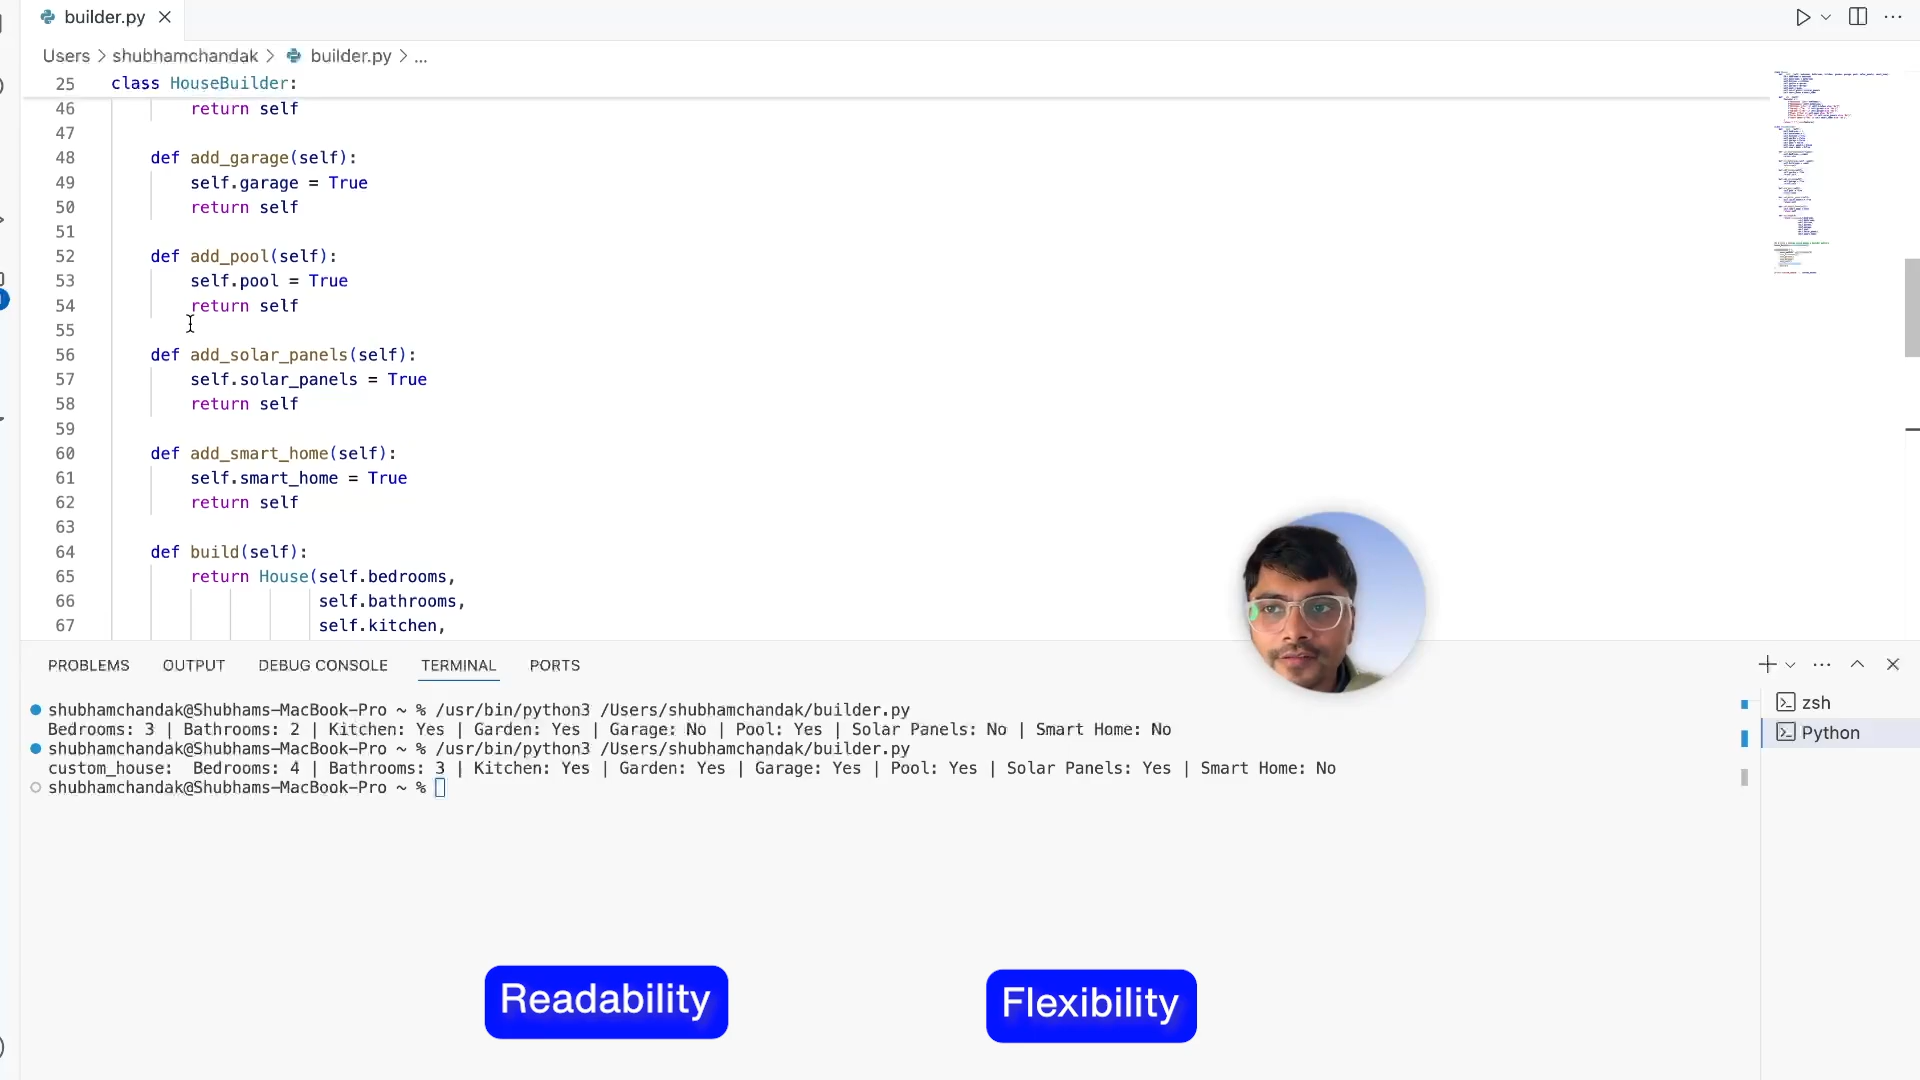 builder.py
Users > shubhamchandak > builder.py > ...
25 class HouseBuilder:
46 return self
47
48 def add_garage(self):
49 self.garage = True
50 return self
51
52 def add_pool(self):
53 self.pool = True
54 return self
55
56 def add_solar_panels(self):
57 self.solar_panels = True
58 return self
59
60 def add_smart_home(self):
61 self.smart_home = True
62 return self
63
64 def build(self):
65 return House(self.bedrooms,
66 self.bathrooms,
67 self.kitchen,
PROBLEMS OUTPUT DEBUG CONSOLE TERMINAL PORTS
shubhamchandak@Shubhams-MacBook-Pro ~ % /usr/bin/python3 /Users/shubhamchandak/builder.py
Bedrooms: 3 | Bathrooms: 2 | Kitchen: Yes | Garden: Yes | Garage: No | Pool: Yes | Solar Panels: No | Smart Home: No
shubhamchandak@Shubhams-MacBook-Pro ~ % /usr/bin/python3 /Users/shubhamchandak/builder.py
custom_house:  Bedrooms: 4 | Bathrooms: 3 | Kitchen: Yes | Garden: Yes | Garage: Yes | Pool: Yes | Solar Panels: Yes | Smart Home: No
shubhamchandak@Shubhams-MacBook-Pro ~ %
zsh
Python
Readability
Flexibility